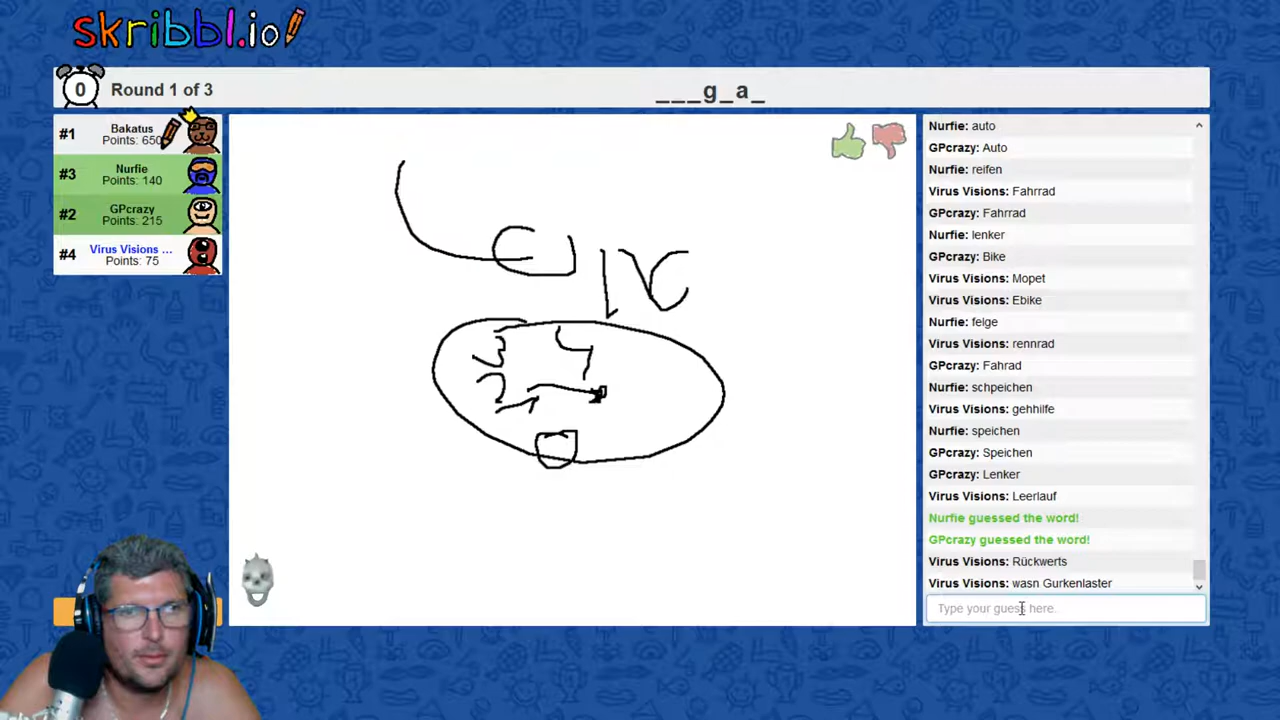 skribbl.io
0
Round 1 of 3
___g_a_
#1
Bakatus
Points: 650
#3
Nurfie
Points: 140
#2
GPcrazy
Points: 215
#4
Virus Visions ...
Points: 75
Nurfie: auto
GPcrazy: Auto
Nurfie: reifen
Virus Visions: Fahrrad
GPcrazy: Fahrrad
Nurfie: lenker
GPcrazy: Bike
Virus Visions: Mopet
Virus Visions: Ebike
Nurfie: felge
Virus Visions: rennrad
GPcrazy: Fahrad
Nurfie: schpeichen
Virus Visions: gehhilfe
Nurfie: speichen
GPcrazy: Speichen
GPcrazy: Lenker
Virus Visions: Leerlauf
Nurfie guessed the word!
GPcrazy guessed the word!
Virus Visions: Rückwerts
Virus Visions: wasn Gurkenlaster
Type your guess here.